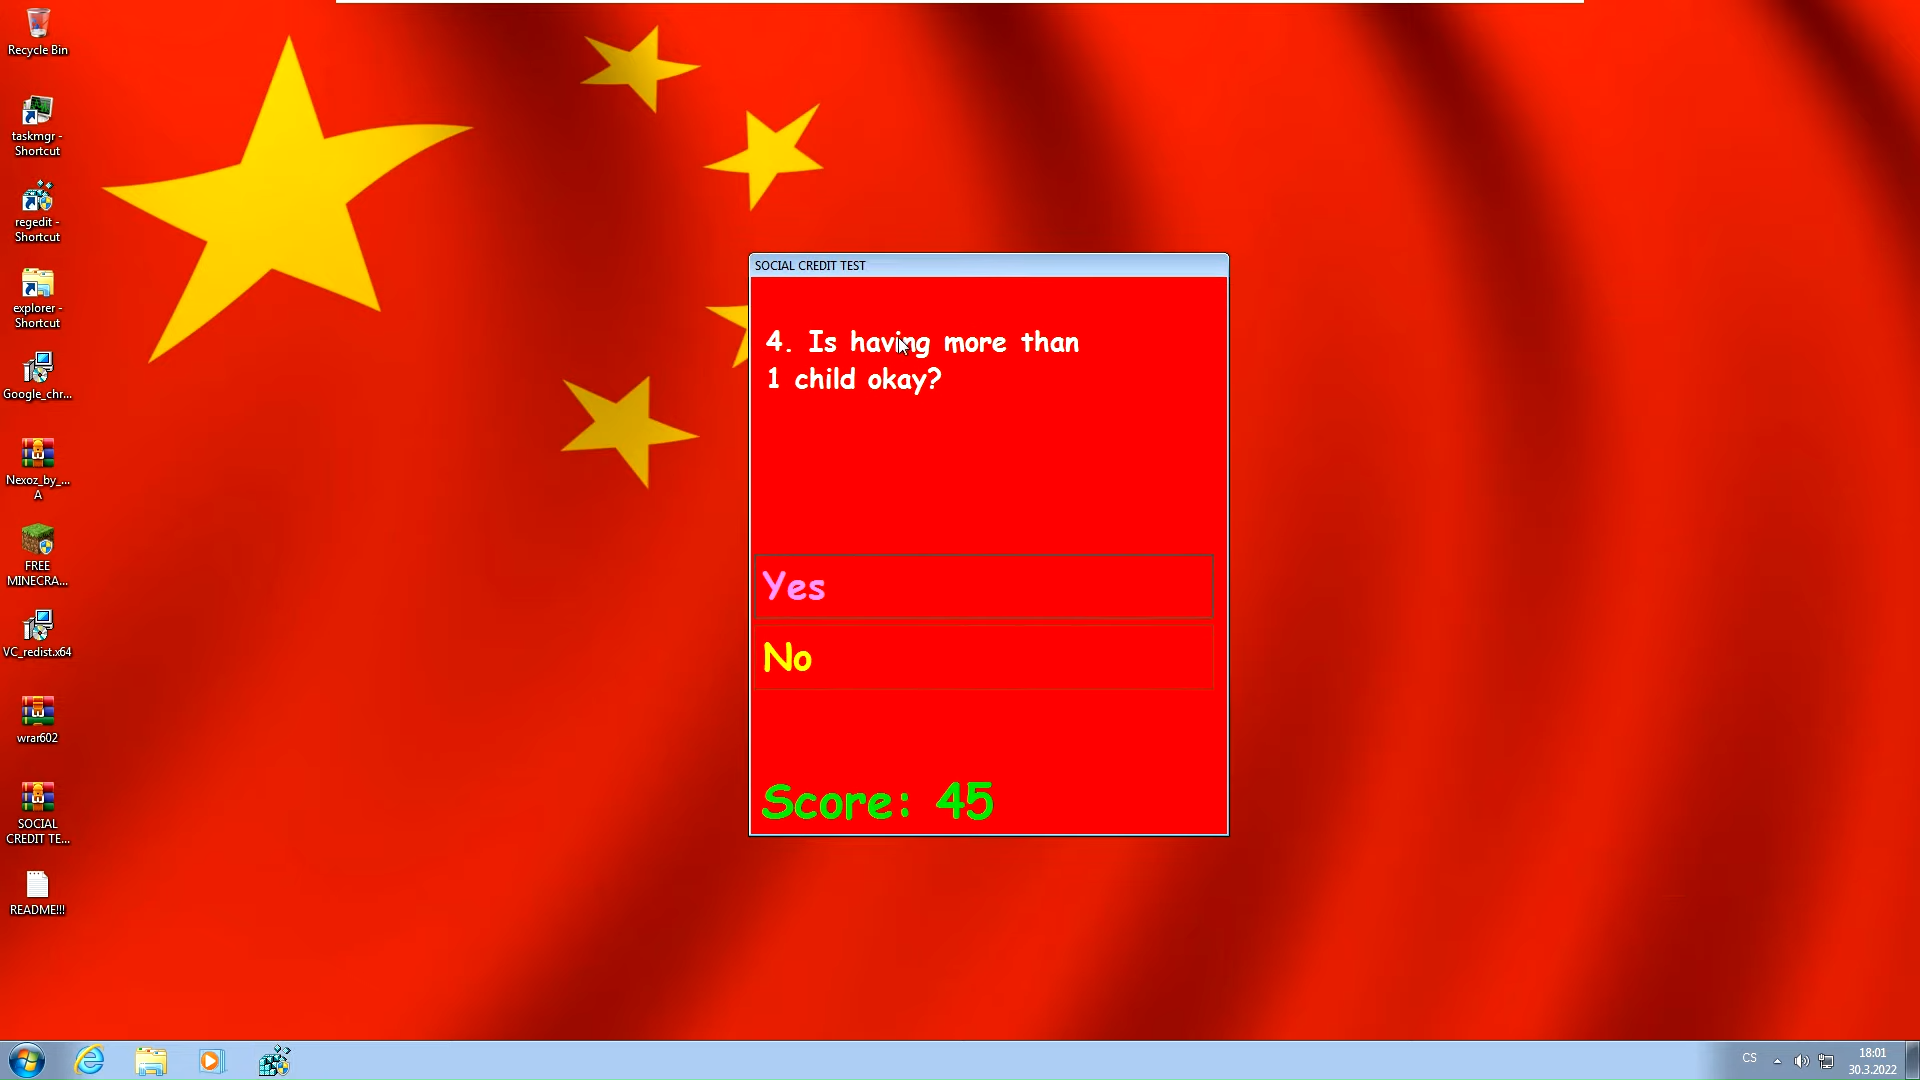 Recycle Bin
taskmgr -
Shortcut
regedit -
Shortcut
explorer -
Shortcut
Google_chr...
Nexoz_by_...
A
FREE
MINECRA...
VC_redist.x64
wrar602
SOCIAL
CREDIT TE...
README!!!
SOCIAL CREDIT TEST
4. Is having more than
1 child okay?
Yes
No
Score: 45
CS
18:01
30.3.2022